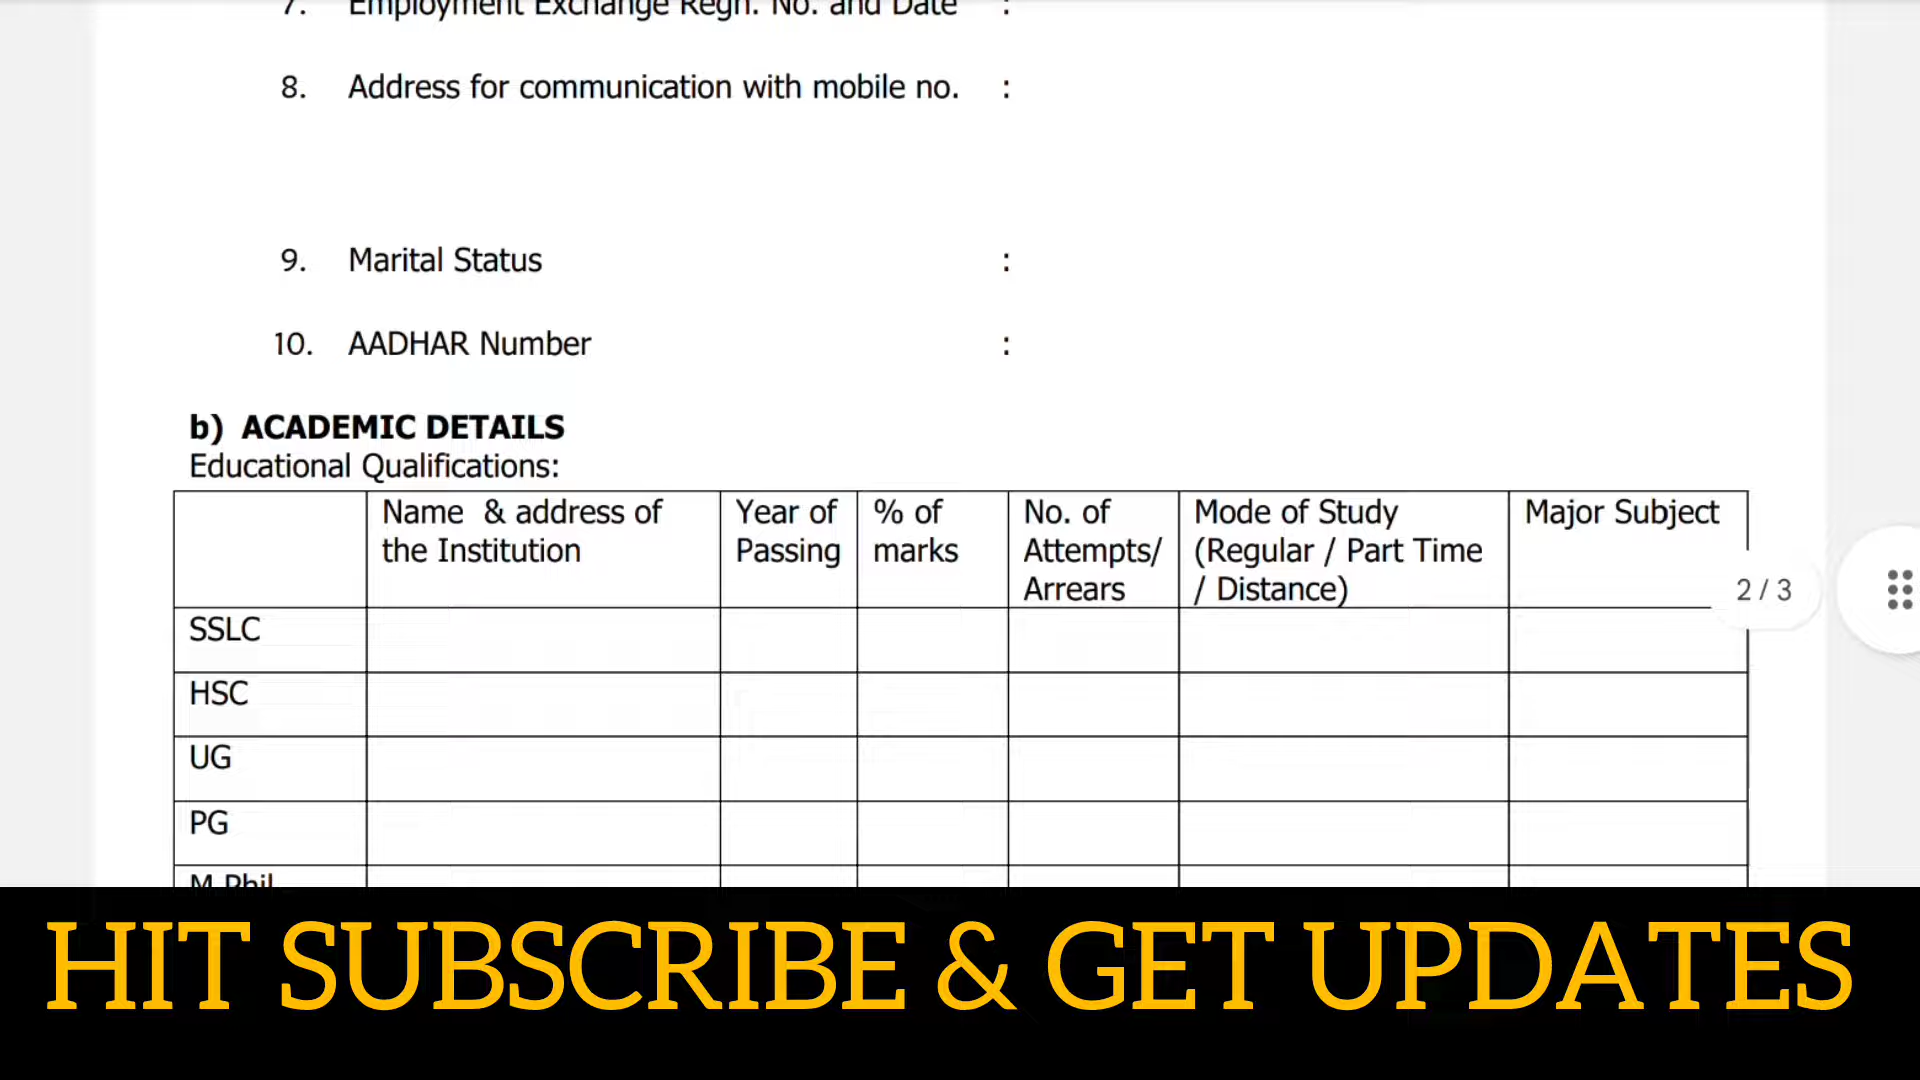 7. Employment Exchange Regn. No. and Date :
8. Address for communication with mobile no. :
9. Marital Status :
10. AADHAR Number :
b) ACADEMIC DETAILS
Educational Qualifications:
Name & address of the Institution
Year of Passing
% of marks
No. of Attempts/ Arrears
Mode of Study (Regular / Part Time / Distance)
Major Subject
2 / 3
SSLC
HSC
UG
PG
M.Phil
HIT SUBSCRIBE & GET UPDATES